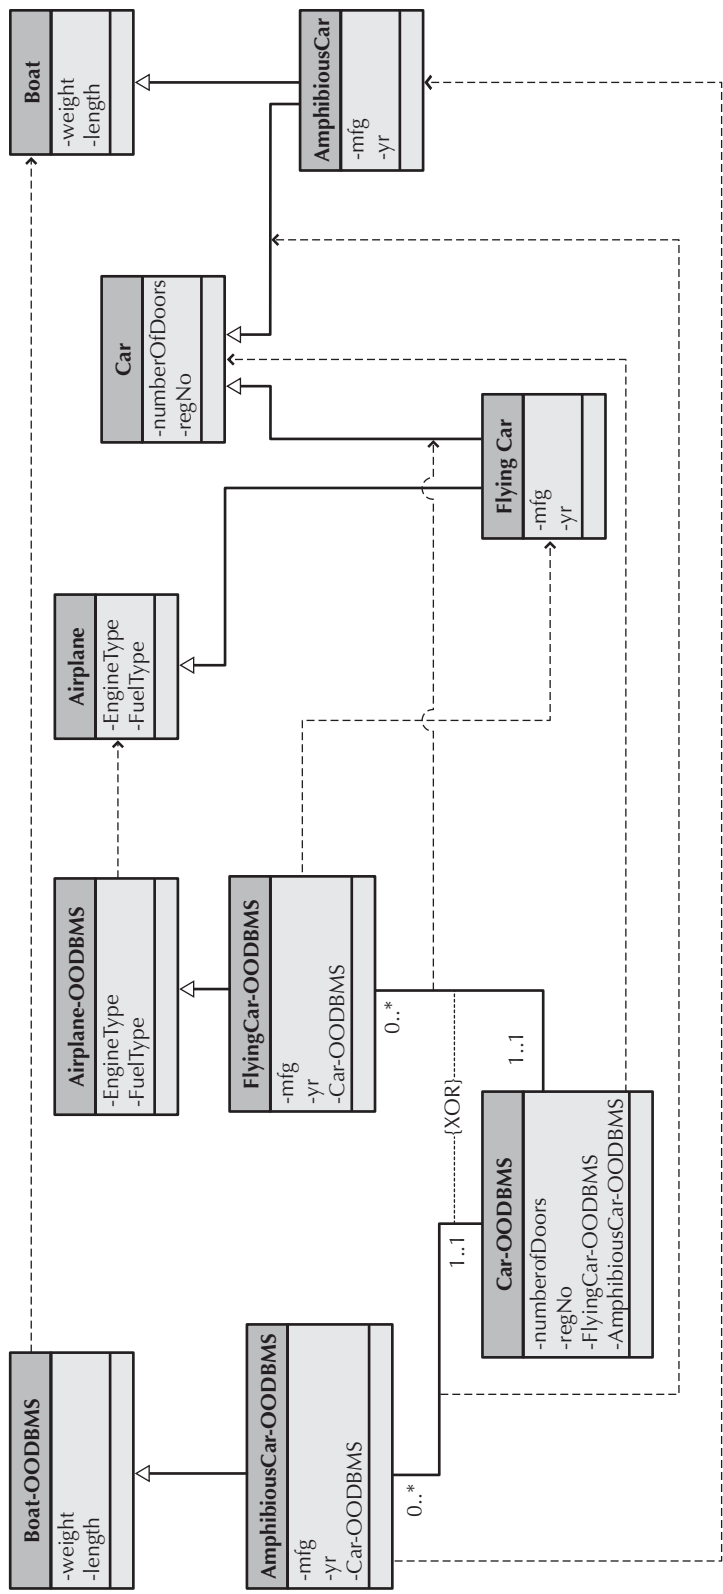 Boat-OODBMS
-weight
-length
AmphibiousCar-OODBMS
-mfg
-yr
-Car-OODBMS
0..*
1..1
{XOR}
Car-OODBMS
-numberofDoors
-regNo
-FlyingCar-OODBMS
-AmphibiousCar-OODBMS
1..1
0..*
Airplane-OODBMS
-EngineType
-FuelType
FlyingCar-OODBMS
-mfg
-yr
-Car-OODBMS
Airplane
-EngineType
-FuelType
Car
-numberOfDoors
-regNo
Flying Car
-mfg
-yr
Boat
-weight
-length
AmphibiousCar
-mfg
-yr